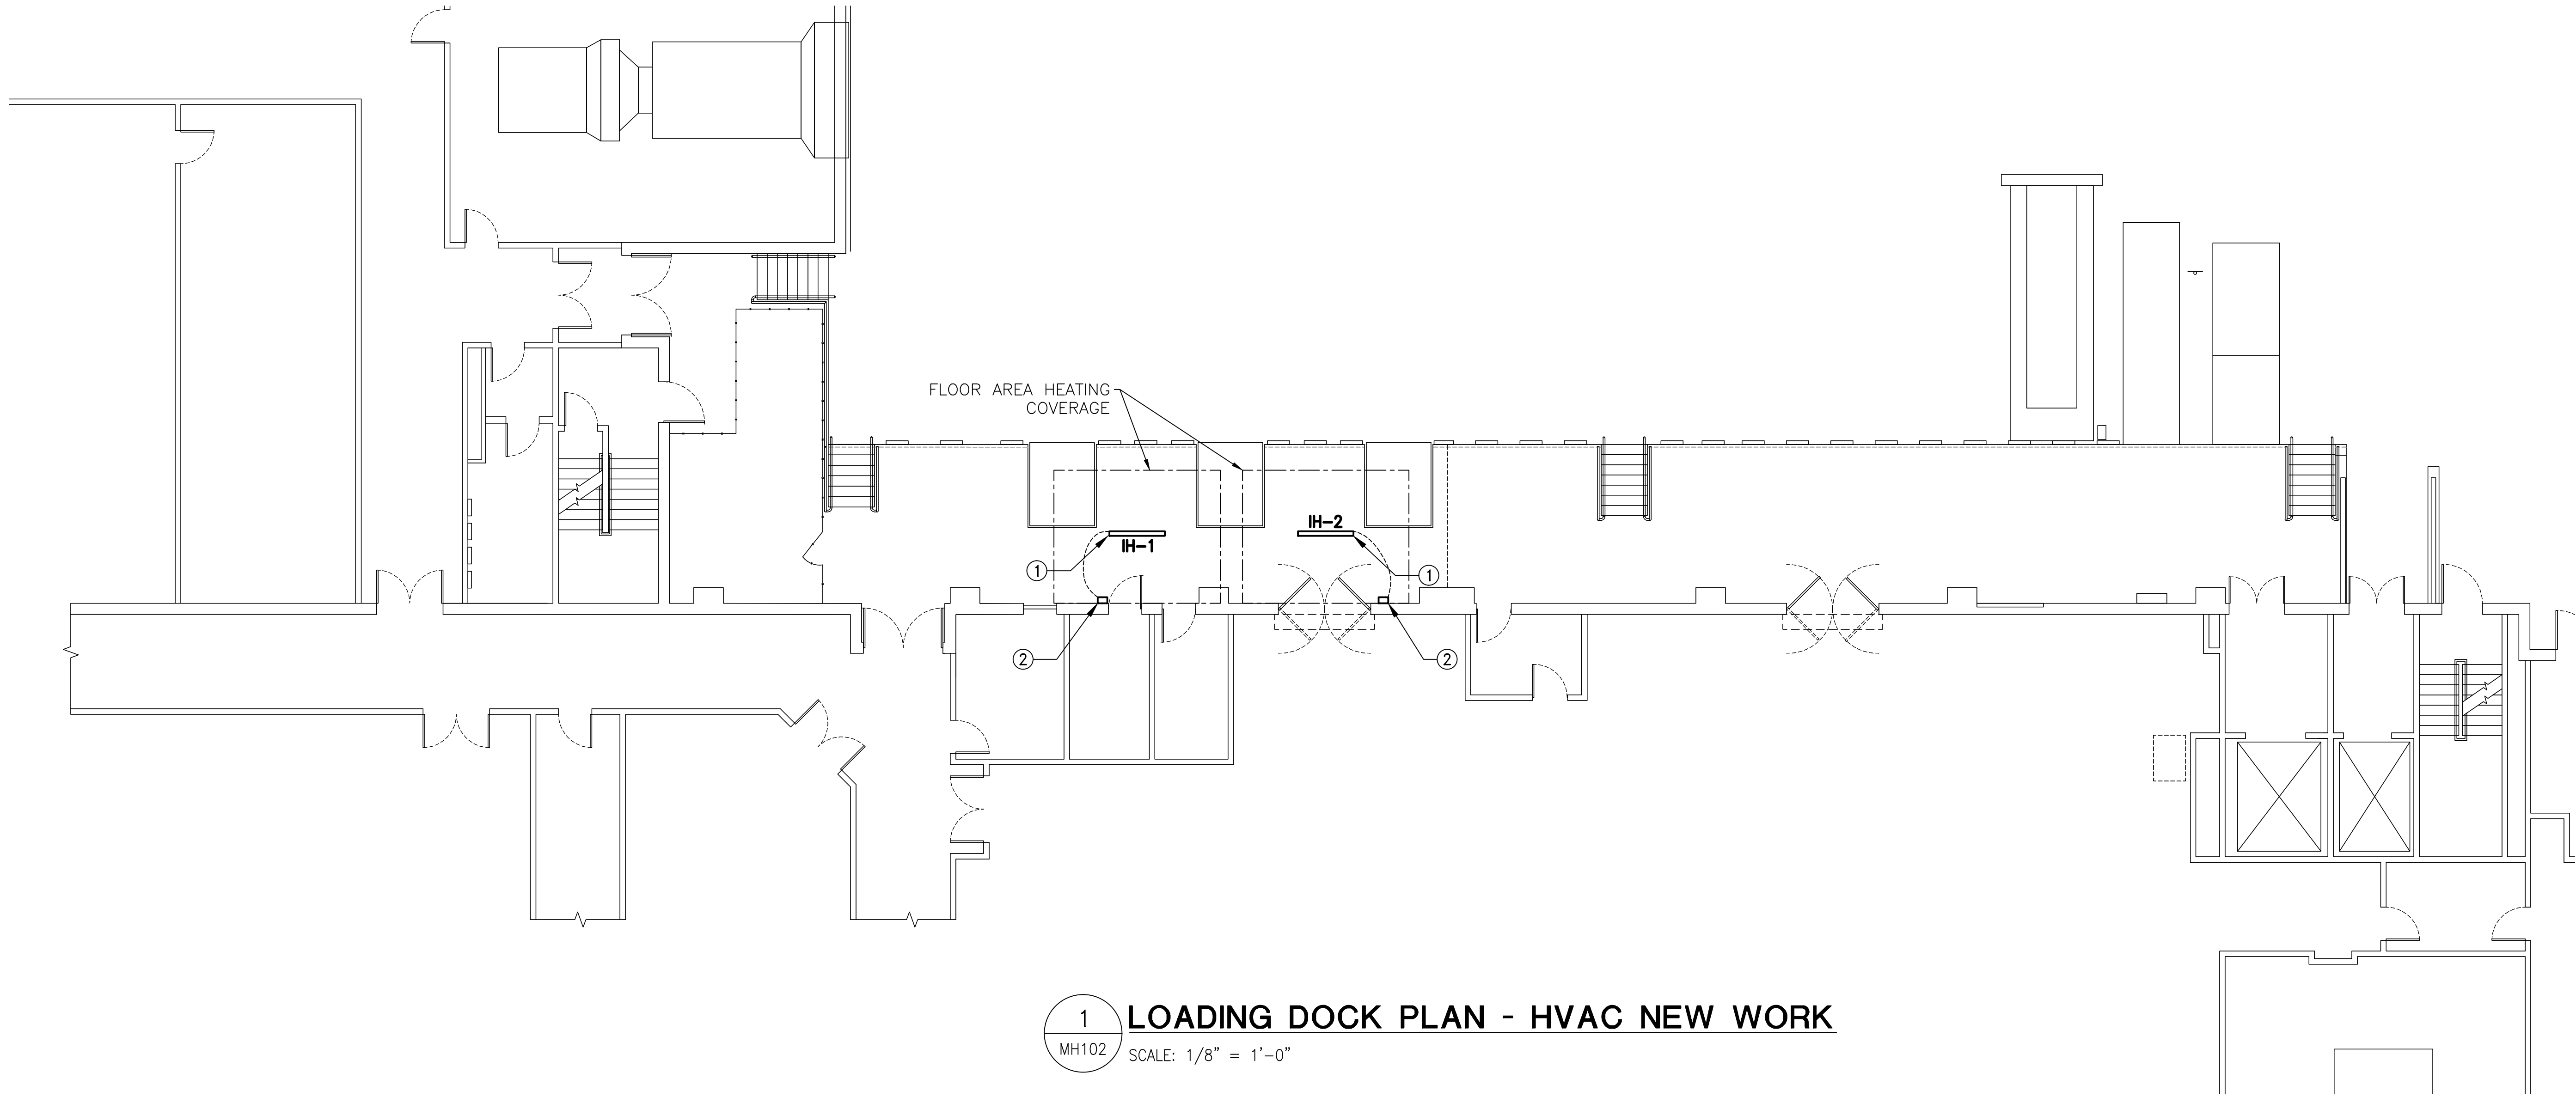 FLOOR AREA HEATING
COVERAGE
IH-2
IH-1
1
1
2
2
1
LOADING DOCK PLAN - HVAC NEW WORK
MH102
SCALE: 1/8" = 1'-0"